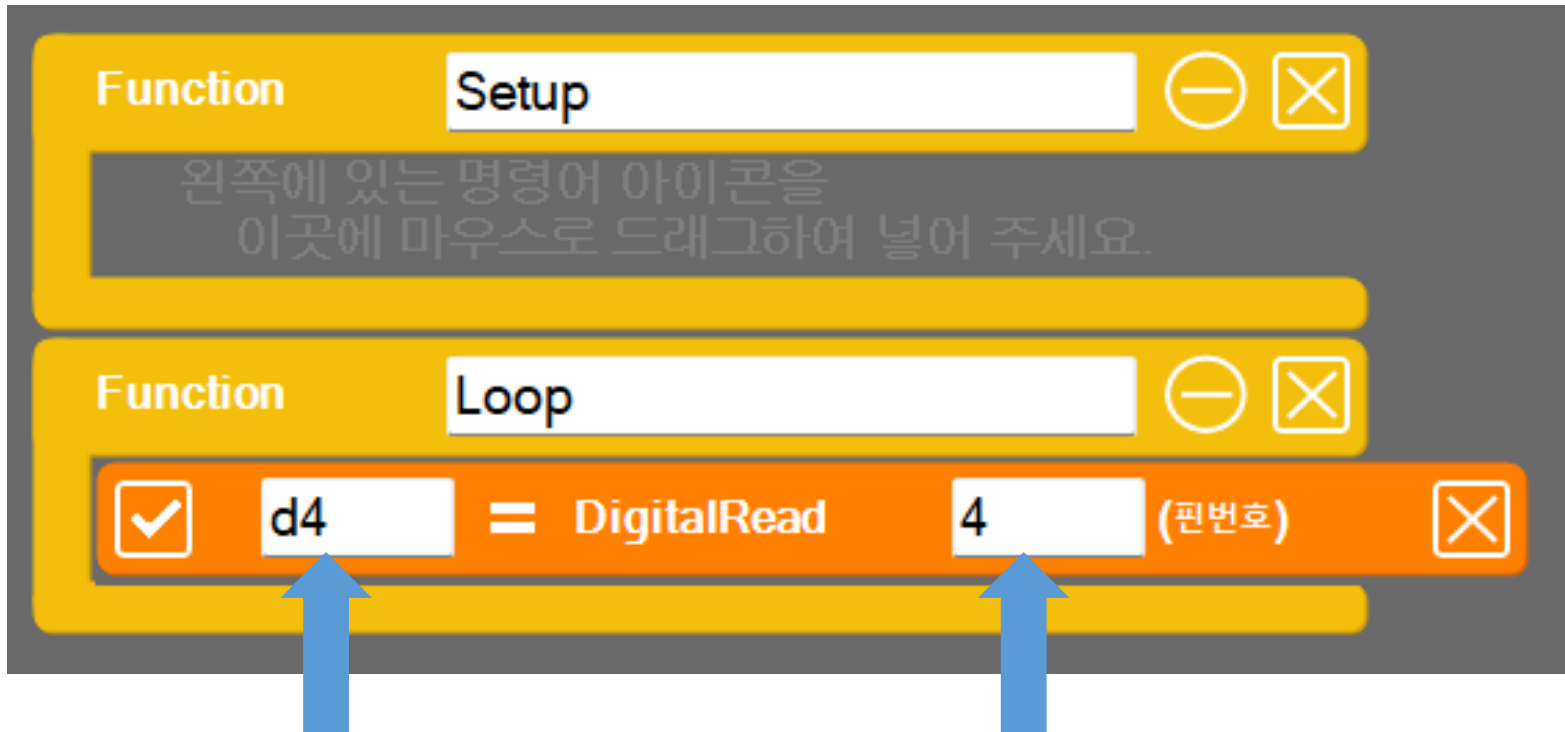 Function Setup
왼쪽에 있는 명령어 아이콘을
이곳에 마우스로 드래그하여 넣어 주세요.
Function Loop
d4 = DigitalRead 4 (핀번호)